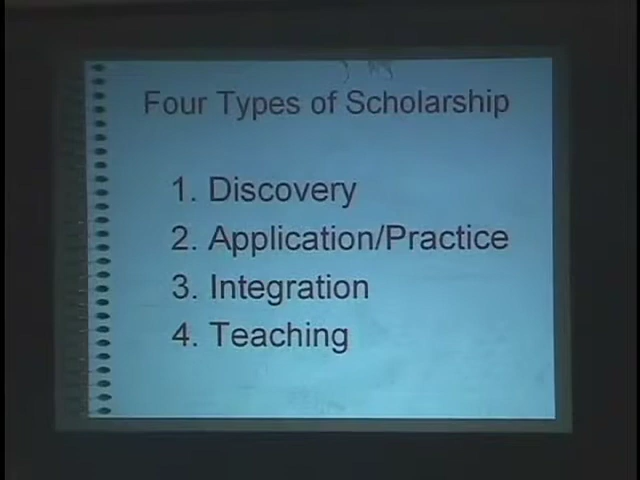 Four Types of Scholarship
1. Discovery
2. Application/Practice
3. Integration
4. Teaching